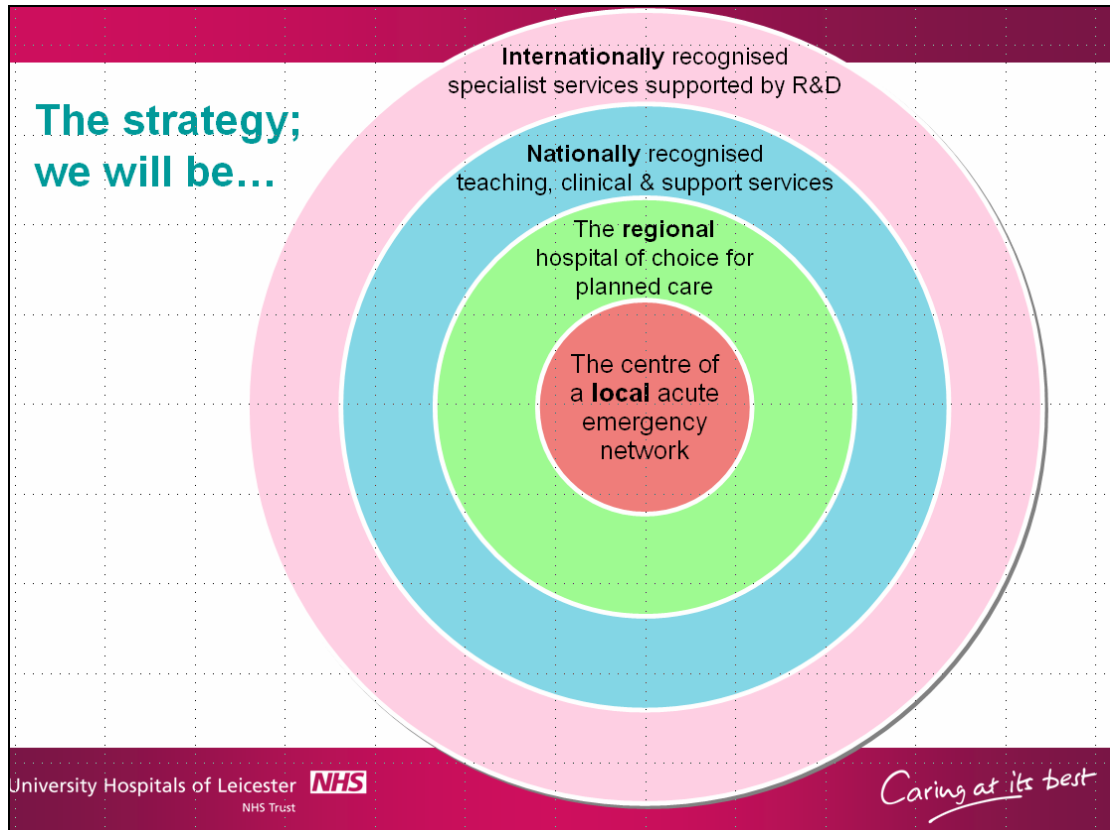 The strategy;
we will be...
Internationally recognised
specialist services supported by R&D
Nationally recognised
teaching, clinical & support services
The regional
hospital of choice for
planned care
The centre of
a local acute
emergency
network
University Hospitals of Leicester NHS
NHS Trust
Caring at its best